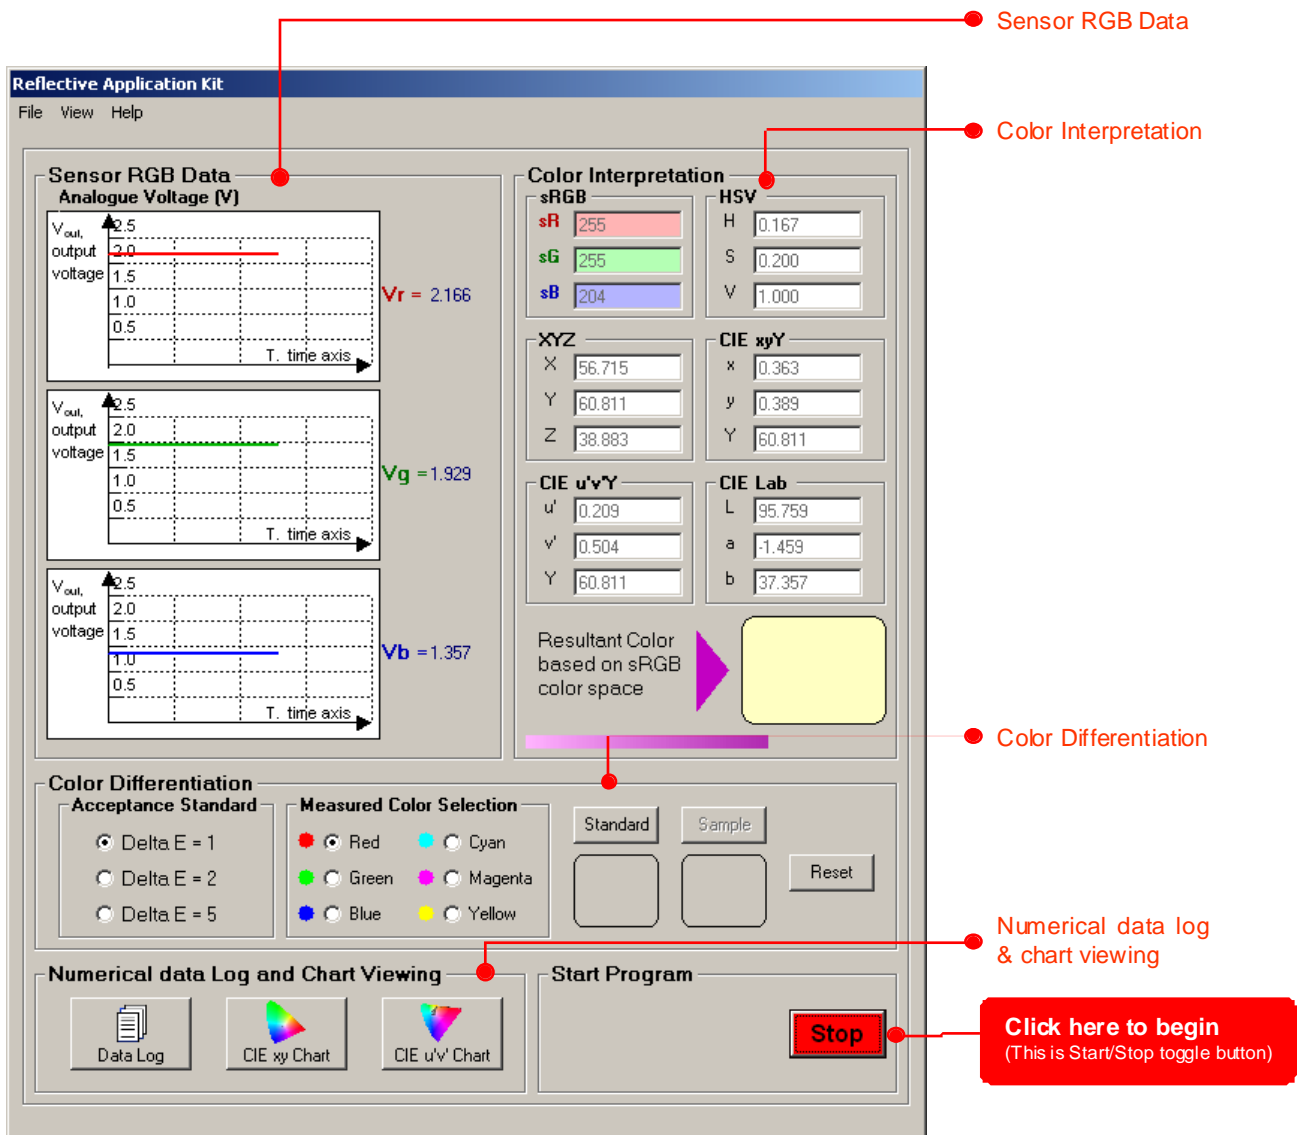 Sensor RGB Data
Reflective Application Kit
File View Help
Color Interpretation
Sensor RGB Data
Analogue Voltage (V)
Vout,
output
voltage
2.5
2.0
1.5
1.0
0.5
T. time axis
Vr = 2.166
Vout,
output
voltage
2.5
2.0
1.5
1.0
0.5
T. time axis
Vg =1.929
Vout,
output
voltage
2.5
2.0
1.5
1.0
0.5
T. time axis
Vb =1.357
Color Interpretation
sRGB
sR 255
sG 255
sB 204
HSV
H 0.167
S 0.200
V 1.000
XYZ
X 56.715
Y 60.811
Z 38.883
CIE xyY
x 0.363
y 0.389
Y 60.811
CIE u'v'Y
u' 0.209
v' 0.504
Y 60.811
CIE Lab
L 95.759
a -1.459
b 37.357
Resultant Color
based on sRGB
color space
Color Differentiation
Color Differentiation
Acceptance Standard
Delta E = 1
Delta E = 2
Delta E = 5
Measured Color Selection
Red
Green
Blue
Cyan
Magenta
Yellow
Standard
Sample
Reset
Numerical data log
& chart viewing
Numerical data Log and Chart Viewing
Data Log
CIE xy Chart
CIE u'v' Chart
Start Program
Stop
Click here to begin
(This is Start/Stop toggle button)